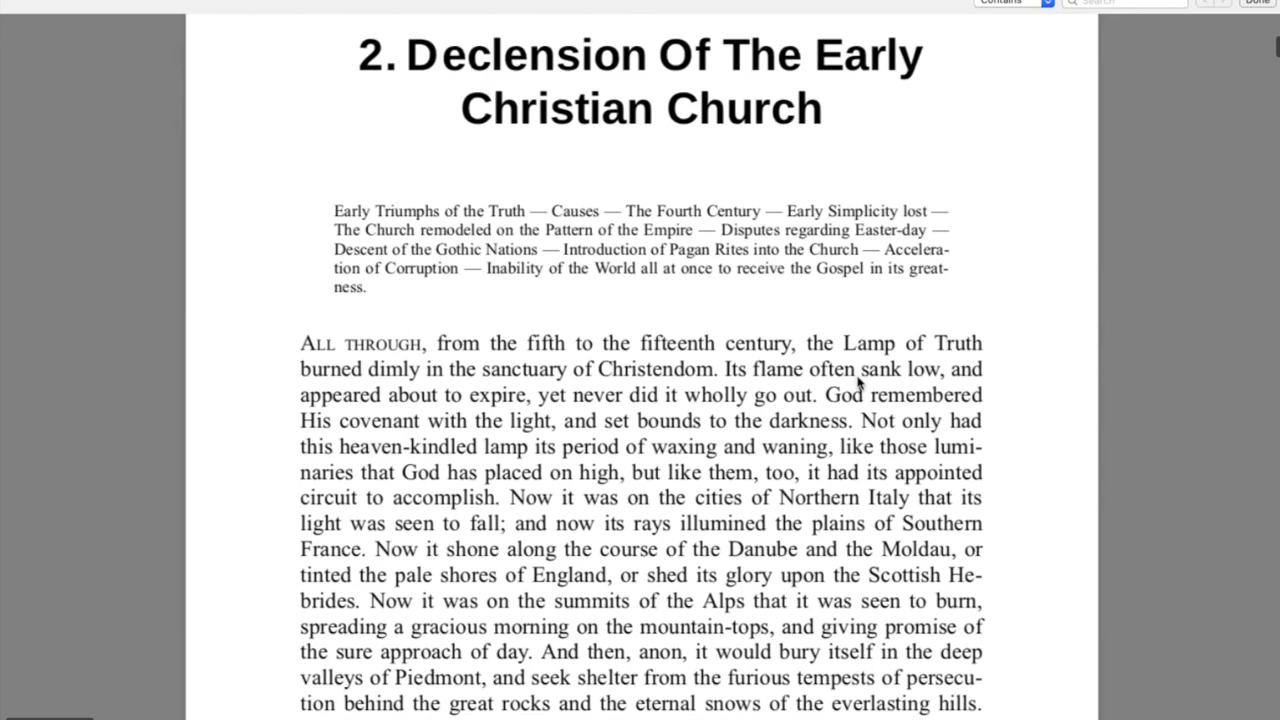 Contains
Search
Done
2. Declension Of The Early
Christian Church
Early Triumphs of the Truth — Causes — The Fourth Century — Early Simplicity lost —
The Church remodeled on the Pattern of the Empire — Disputes regarding Easter-day —
Descent of the Gothic Nations — Introduction of Pagan Rites into the Church — Accelera-
tion of Corruption — Inability of the World all at once to receive the Gospel in its great-
ness.
ALL THROUGH, from the fifth to the fifteenth century, the Lamp of Truth
burned dimly in the sanctuary of Christendom. Its flame often sank low, and
appeared about to expire, yet never did it wholly go out. God remembered
His covenant with the light, and set bounds to the darkness. Not only had
this heaven-kindled lamp its period of waxing and waning, like those lumi-
naries that God has placed on high, but like them, too, it had its appointed
circuit to accomplish. Now it was on the cities of Northern Italy that its
light was seen to fall; and now its rays illumined the plains of Southern
France. Now it shone along the course of the Danube and the Moldau, or
tinted the pale shores of England, or shed its glory upon the Scottish He-
brides. Now it was on the summits of the Alps that it was seen to burn,
spreading a gracious morning on the mountain-tops, and giving promise of
the sure approach of day. And then, anon, it would bury itself in the deep
valleys of Piedmont, and seek shelter from the furious tempests of persecu-
tion behind the great rocks and the eternal snows of the everlasting hills.